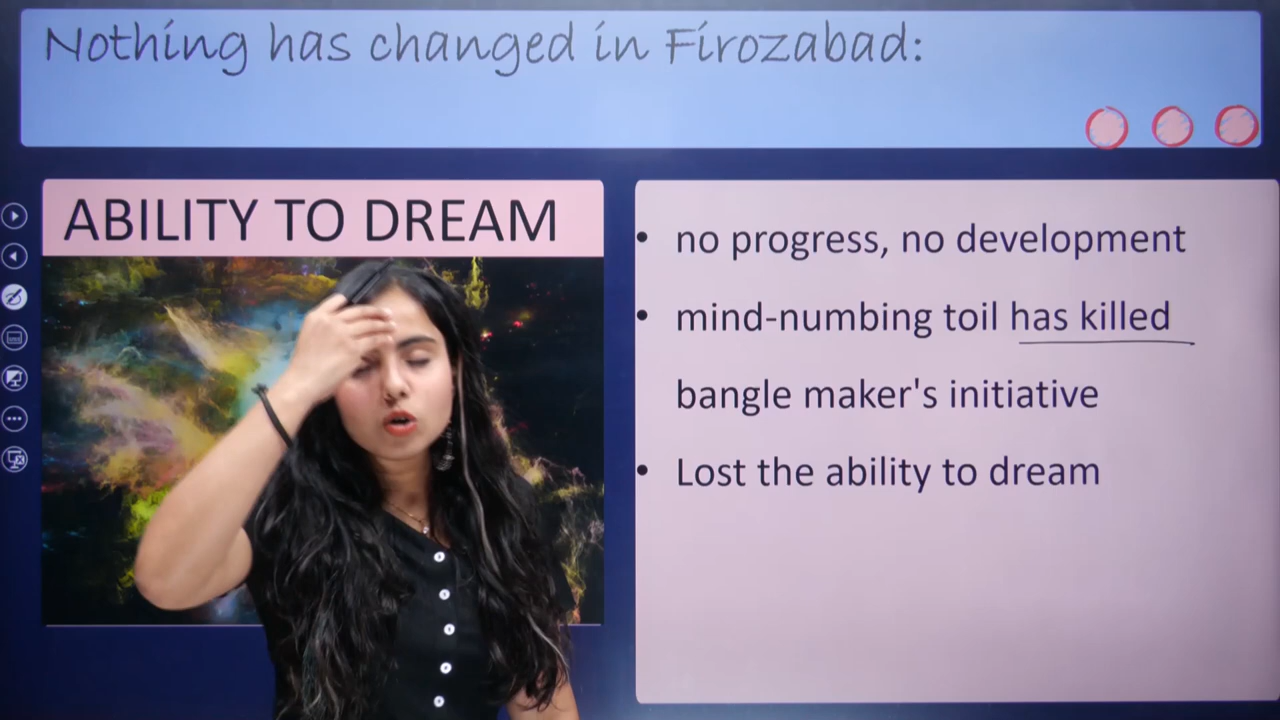 Nothing has changed in Firozabad:
ABILITY TO DREAM
• no progress, no development
• mind-numbing toil has killed
bangle maker's initiative
• Lost the ability to dream